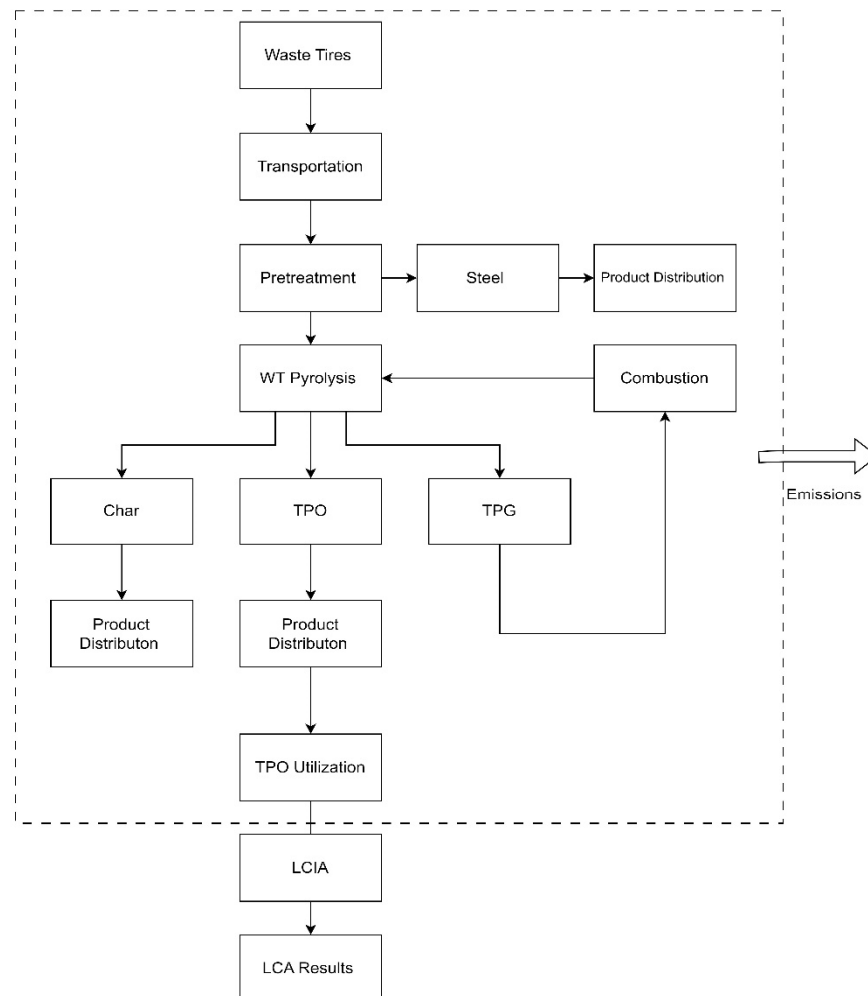 Waste Tires
Transportation
Pretreatment
Steel
Product Distribution
WT Pyrolysis
Combustion
Emissions
Char
TPO
TPG
Product
Distributon
Product
Distributon
TPO Utilization
LCIA
LCA Results